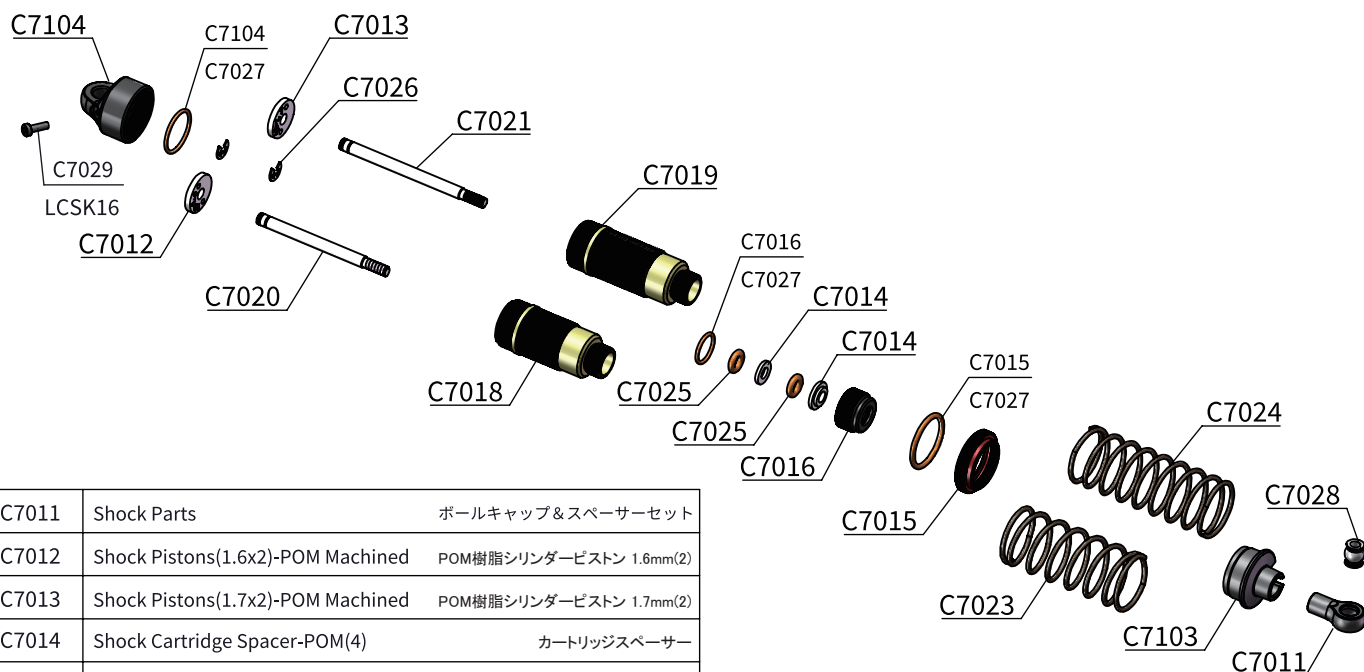 C7104
C7104
C7027
C7013
C7026
C7021
C7029
LCSK16
C7012
C7020
C7019
C7016
C7027
C7014
C7014
C7018
C7025
C7025
C7016
C7015
C7027
C7024
C7015
C7028
C7023
C7103
C7011
C7011 Shock Parts ボールキャップ＆スペーサーセット
C7012 Shock Pistons(1.6x2)-POM Machined POM樹脂シリンダーピストン 1.6mm(2)
C7013 Shock Pistons(1.7x2)-POM Machined POM樹脂シリンダーピストン 1.7mm(2)
C7014 Shock Cartridge Spacer-POM(4) カートリッジスペーサー